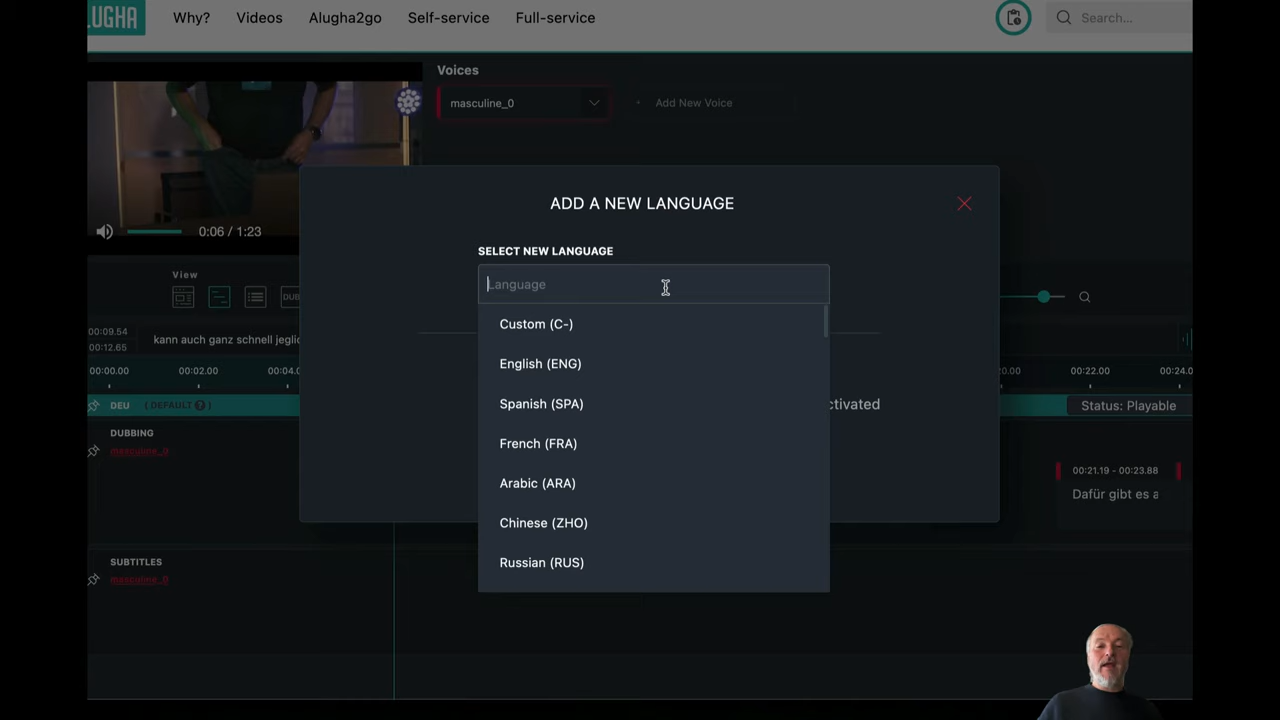 LUGHA
Why?
Videos
Alugha2go
Self-service
Full-service
Search...
Voices
masculine_0
Add New Voice
ADD A NEW LANGUAGE
0:06 / 1:23
SELECT NEW LANGUAGE
Language
View
DUB
Custom (C-)
00:09.54
00:12.65
kann auch ganz schnell jeglic
English (ENG)
00:00.00
00:02.00
00:04.0
0.00
00:22.00
00:24.0
DEU
(DEFAULT ?)
Spanish (SPA)
ctivated
Status: Playable
DUBBING
masculine_0
French (FRA)
00:21.19 - 00:23.88
Arabic (ARA)
Dafür gibt es a
Chinese (ZHO)
SUBTITLES
masculine_0
Russian (RUS)